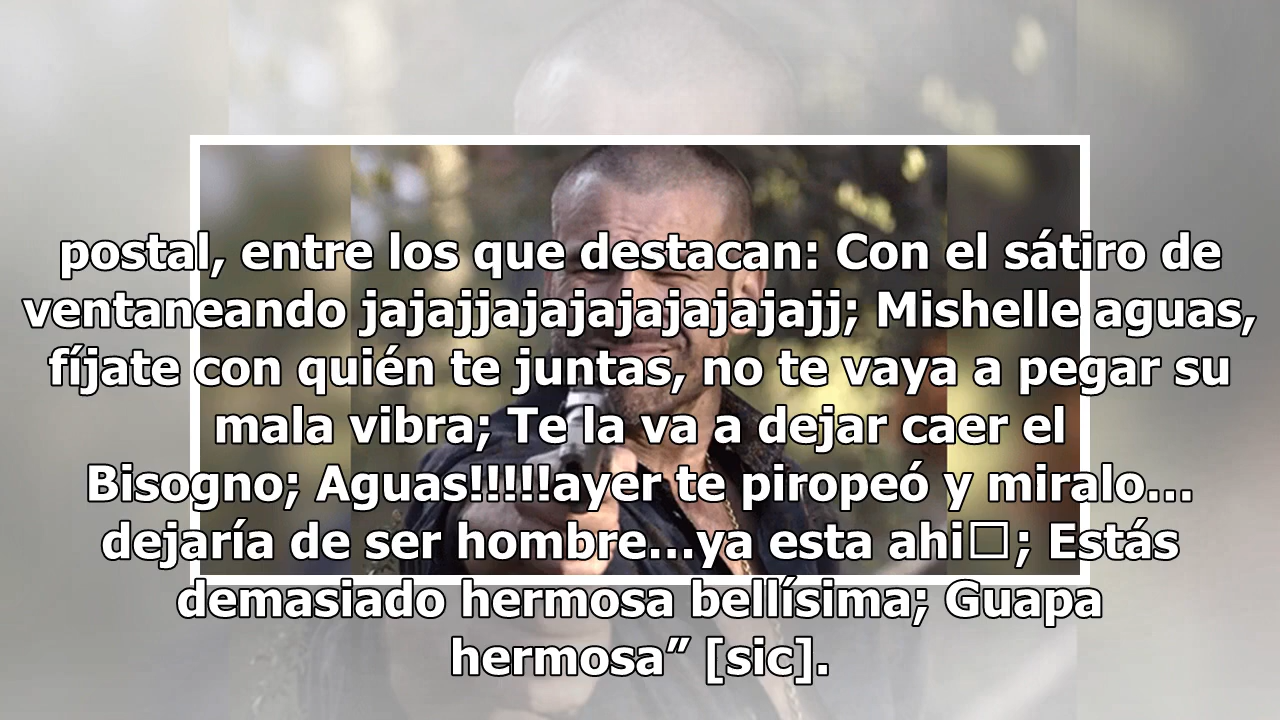 postal, entre los que destacan: Con el sátiro de
ventaneando jajajjajajajajajajajajj; Mishelle aguas,
fíjate con quién te juntas, no te vaya a pegar su
mala vibra; Te la va a dejar caer el
Bisogno; Aguas!!!!!ayer te piropeó y miralo...
dejaría de ser hombre...ya esta ahi□; Estás
demasiado hermosa bellísima; Guapa
hermosa” [sic].